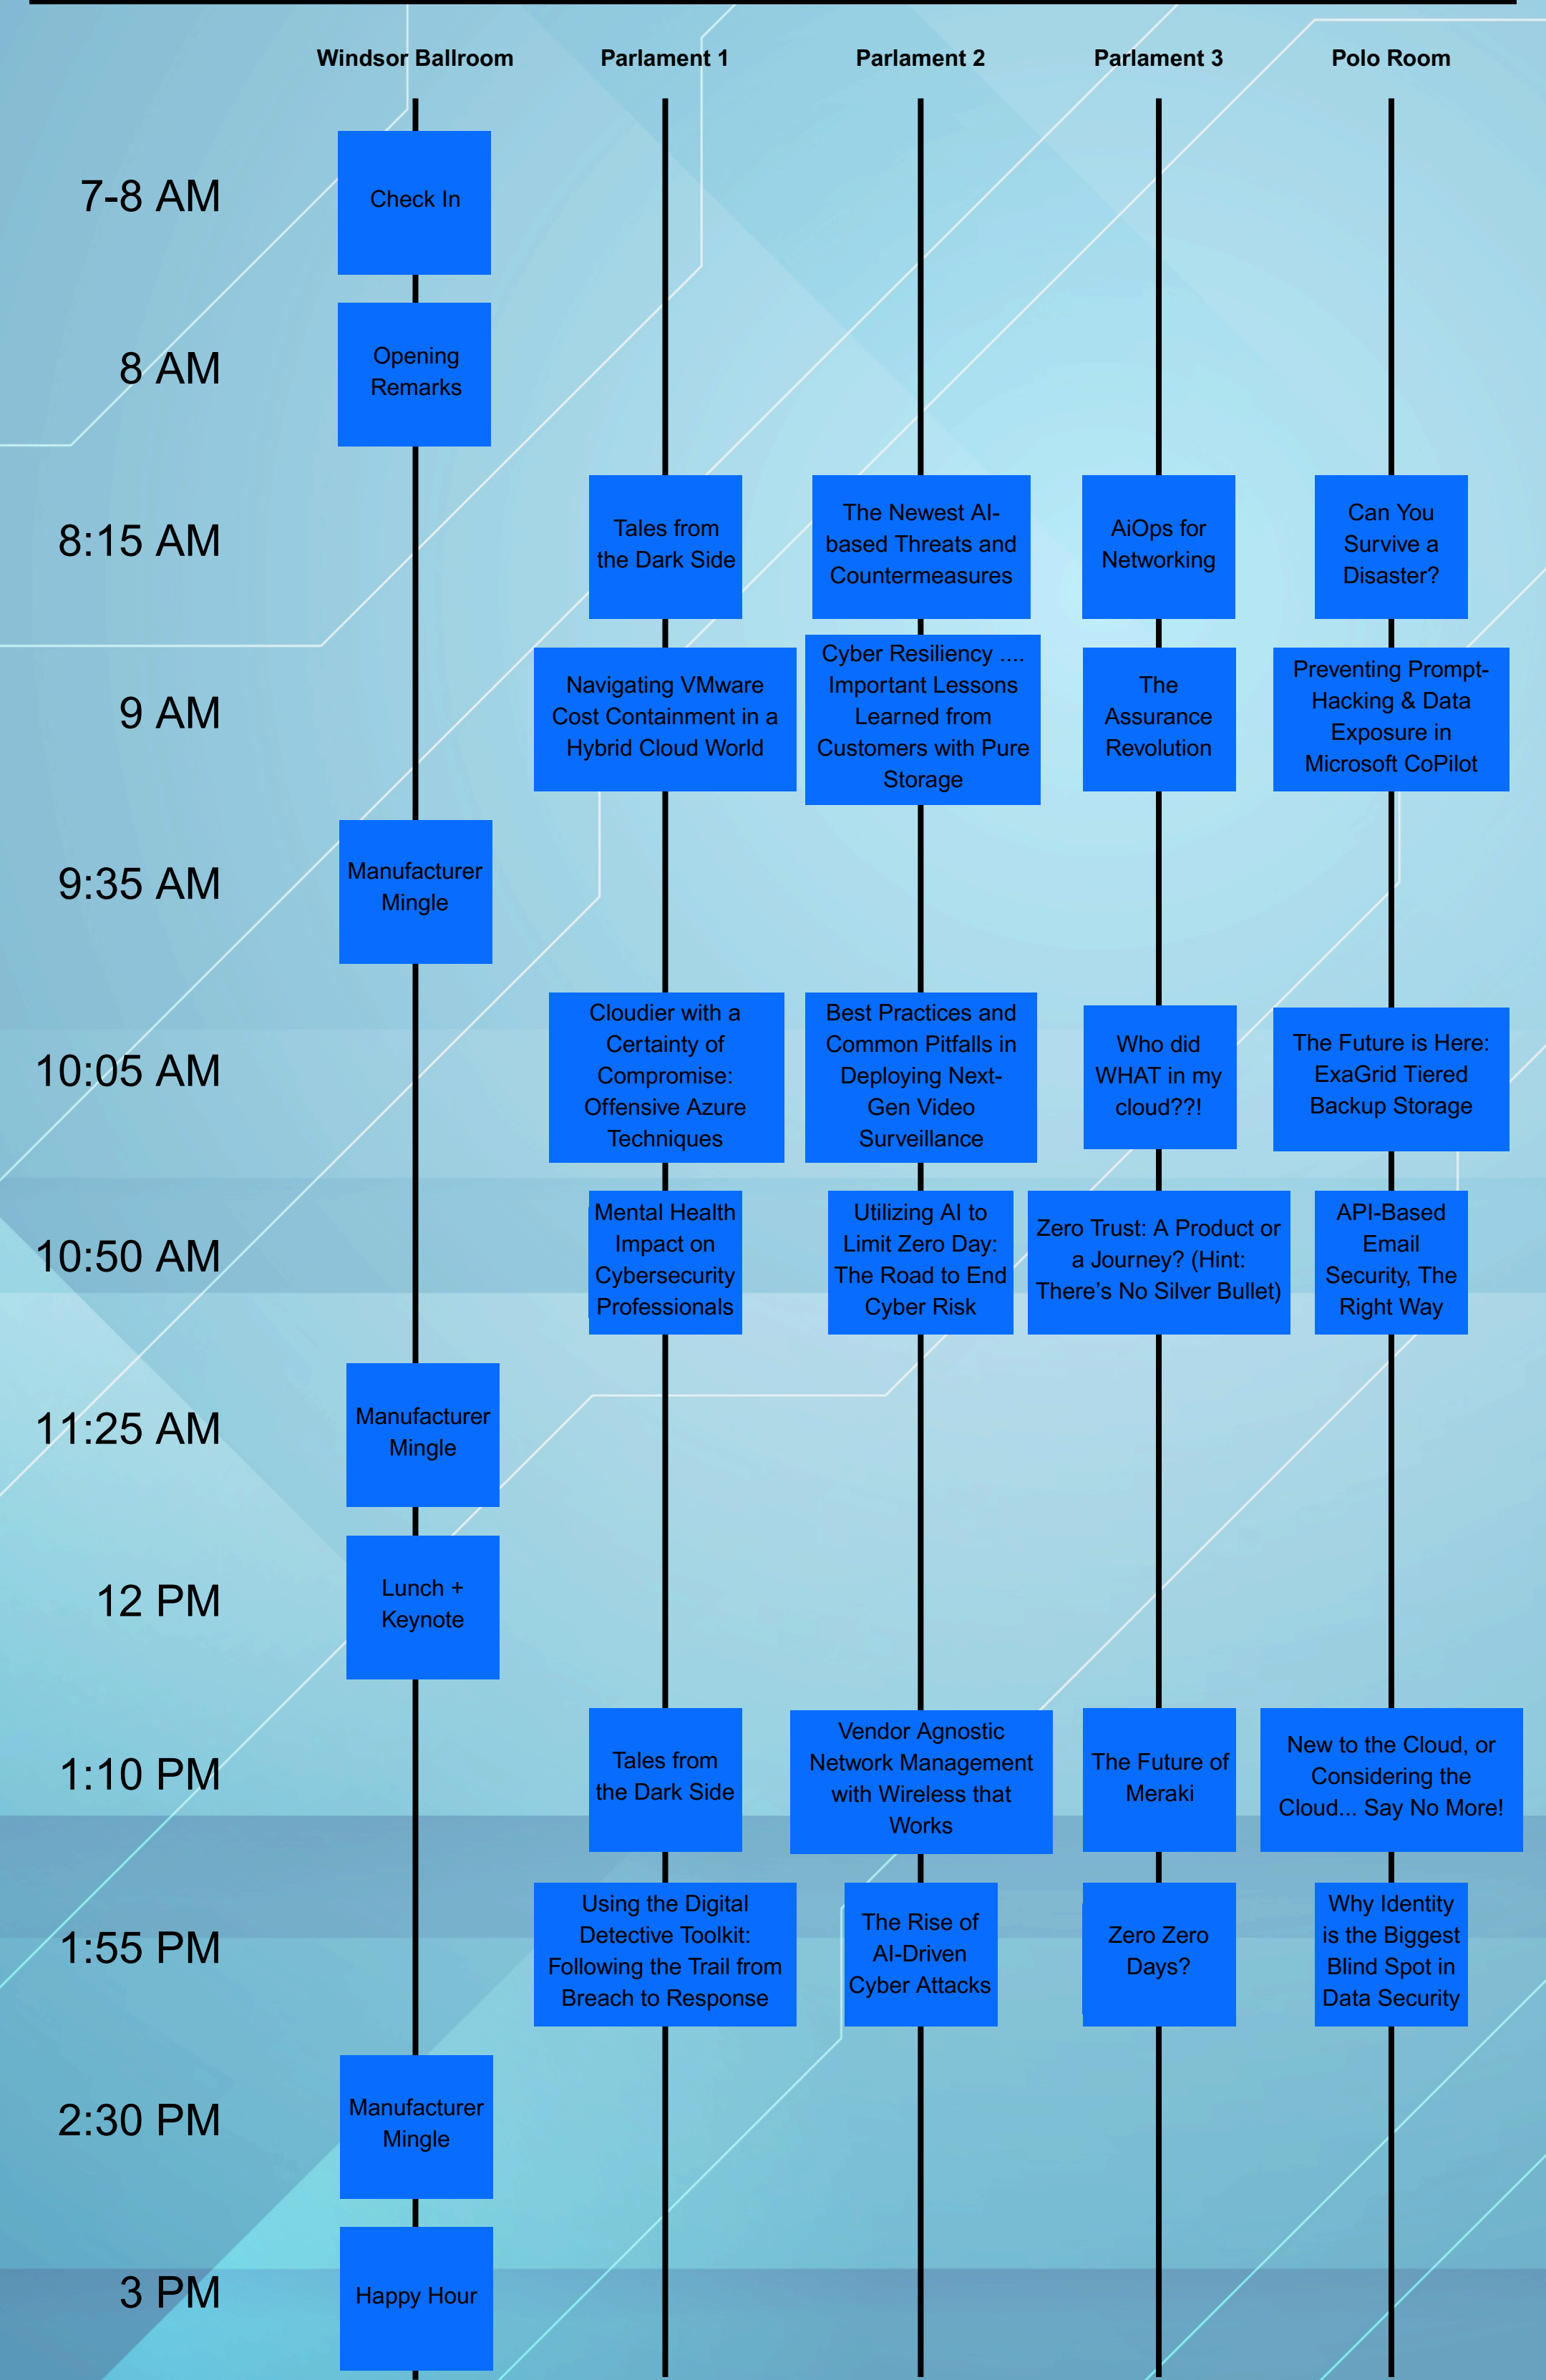 Windsor Ballroom
Parlament 1
Parlament 2
Parlament 3
Polo Room
7-8 AM
Check In
8 AM
Opening
Remarks
8:15 AM
Tales from
the Dark Side
The Newest AI-
based Threats and
Countermeasures
AiOps for
Networking
Can You
Survive a
Disaster?
9 AM
Navigating VMware
Cost Containment in a
Hybrid Cloud World
Cyber Resiliency ....
Important Lessons
Learned from
Customers with Pure
Storage
The
Assurance
Revolution
Preventing Prompt-
Hacking & Data
Exposure in
Microsoft CoPilot
9:35 AM
Manufacturer
Mingle
10:05 AM
Cloudier with a
Certainty of
Compromise:
Offensive Azure
Techniques
Best Practices and
Common Pitfalls in
Deploying Next-
Gen Video
Surveillance
Who did
WHAT in my
cloud??!
The Future is Here:
ExaGrid Tiered
Backup Storage
10:50 AM
Mental Health
Impact on
Cybersecurity
Professionals
Utilizing AI to
Limit Zero Day:
The Road to End
Cyber Risk
Zero Trust: A Product or
a Journey? (Hint:
There’s No Silver Bullet)
API-Based
Email
Security, The
Right Way
11:25 AM
Manufacturer
Mingle
12 PM
Lunch +
Keynote
1:10 PM
Tales from
the Dark Side
Vendor Agnostic
Network Management
with Wireless that
Works
The Future of
Meraki
New to the Cloud, or
Considering the
Cloud... Say No More!
1:55 PM
Using the Digital
Detective Toolkit:
Following the Trail from
Breach to Response
The Rise of
AI-Driven
Cyber Attacks
Zero Zero
Days?
Why Identity
is the Biggest
Blind Spot in
Data Security
2:30 PM
Manufacturer
Mingle
3 PM
Happy Hour